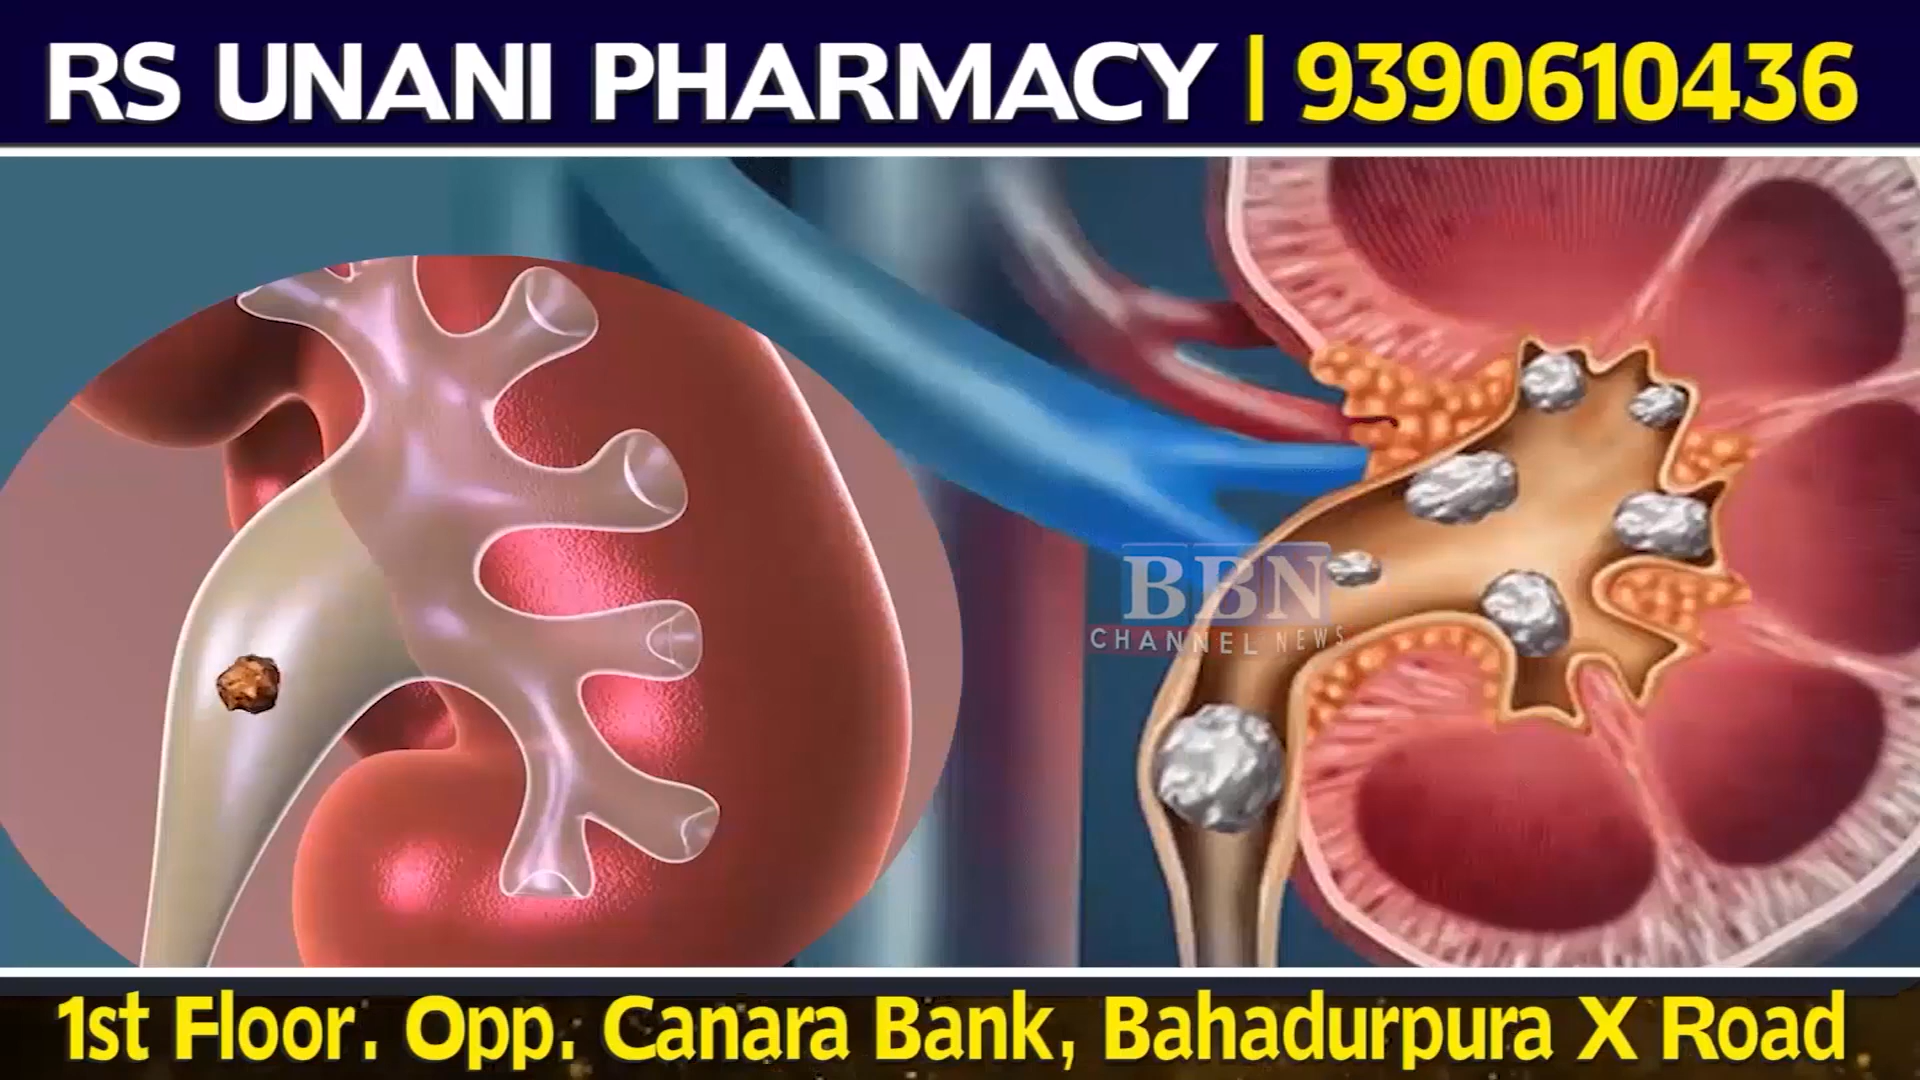 RS UNANI PHARMACY | 9390610436
BBN
CHANNEL NEWS
1st Floor. Opp. Canara Bank, Bahadurpura X Road